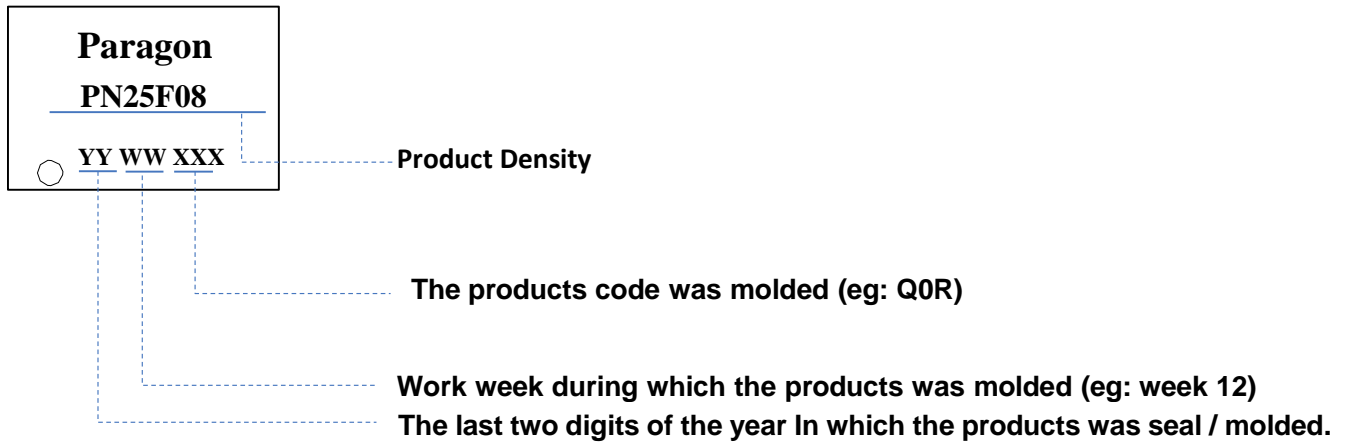 Paragon
PN25F08
YY WW XXX
Product Density
The products code was molded (eg: Q0R)
Work week during which the products was molded (eg: week 12)
The last two digits of the year In which the products was seal / molded.